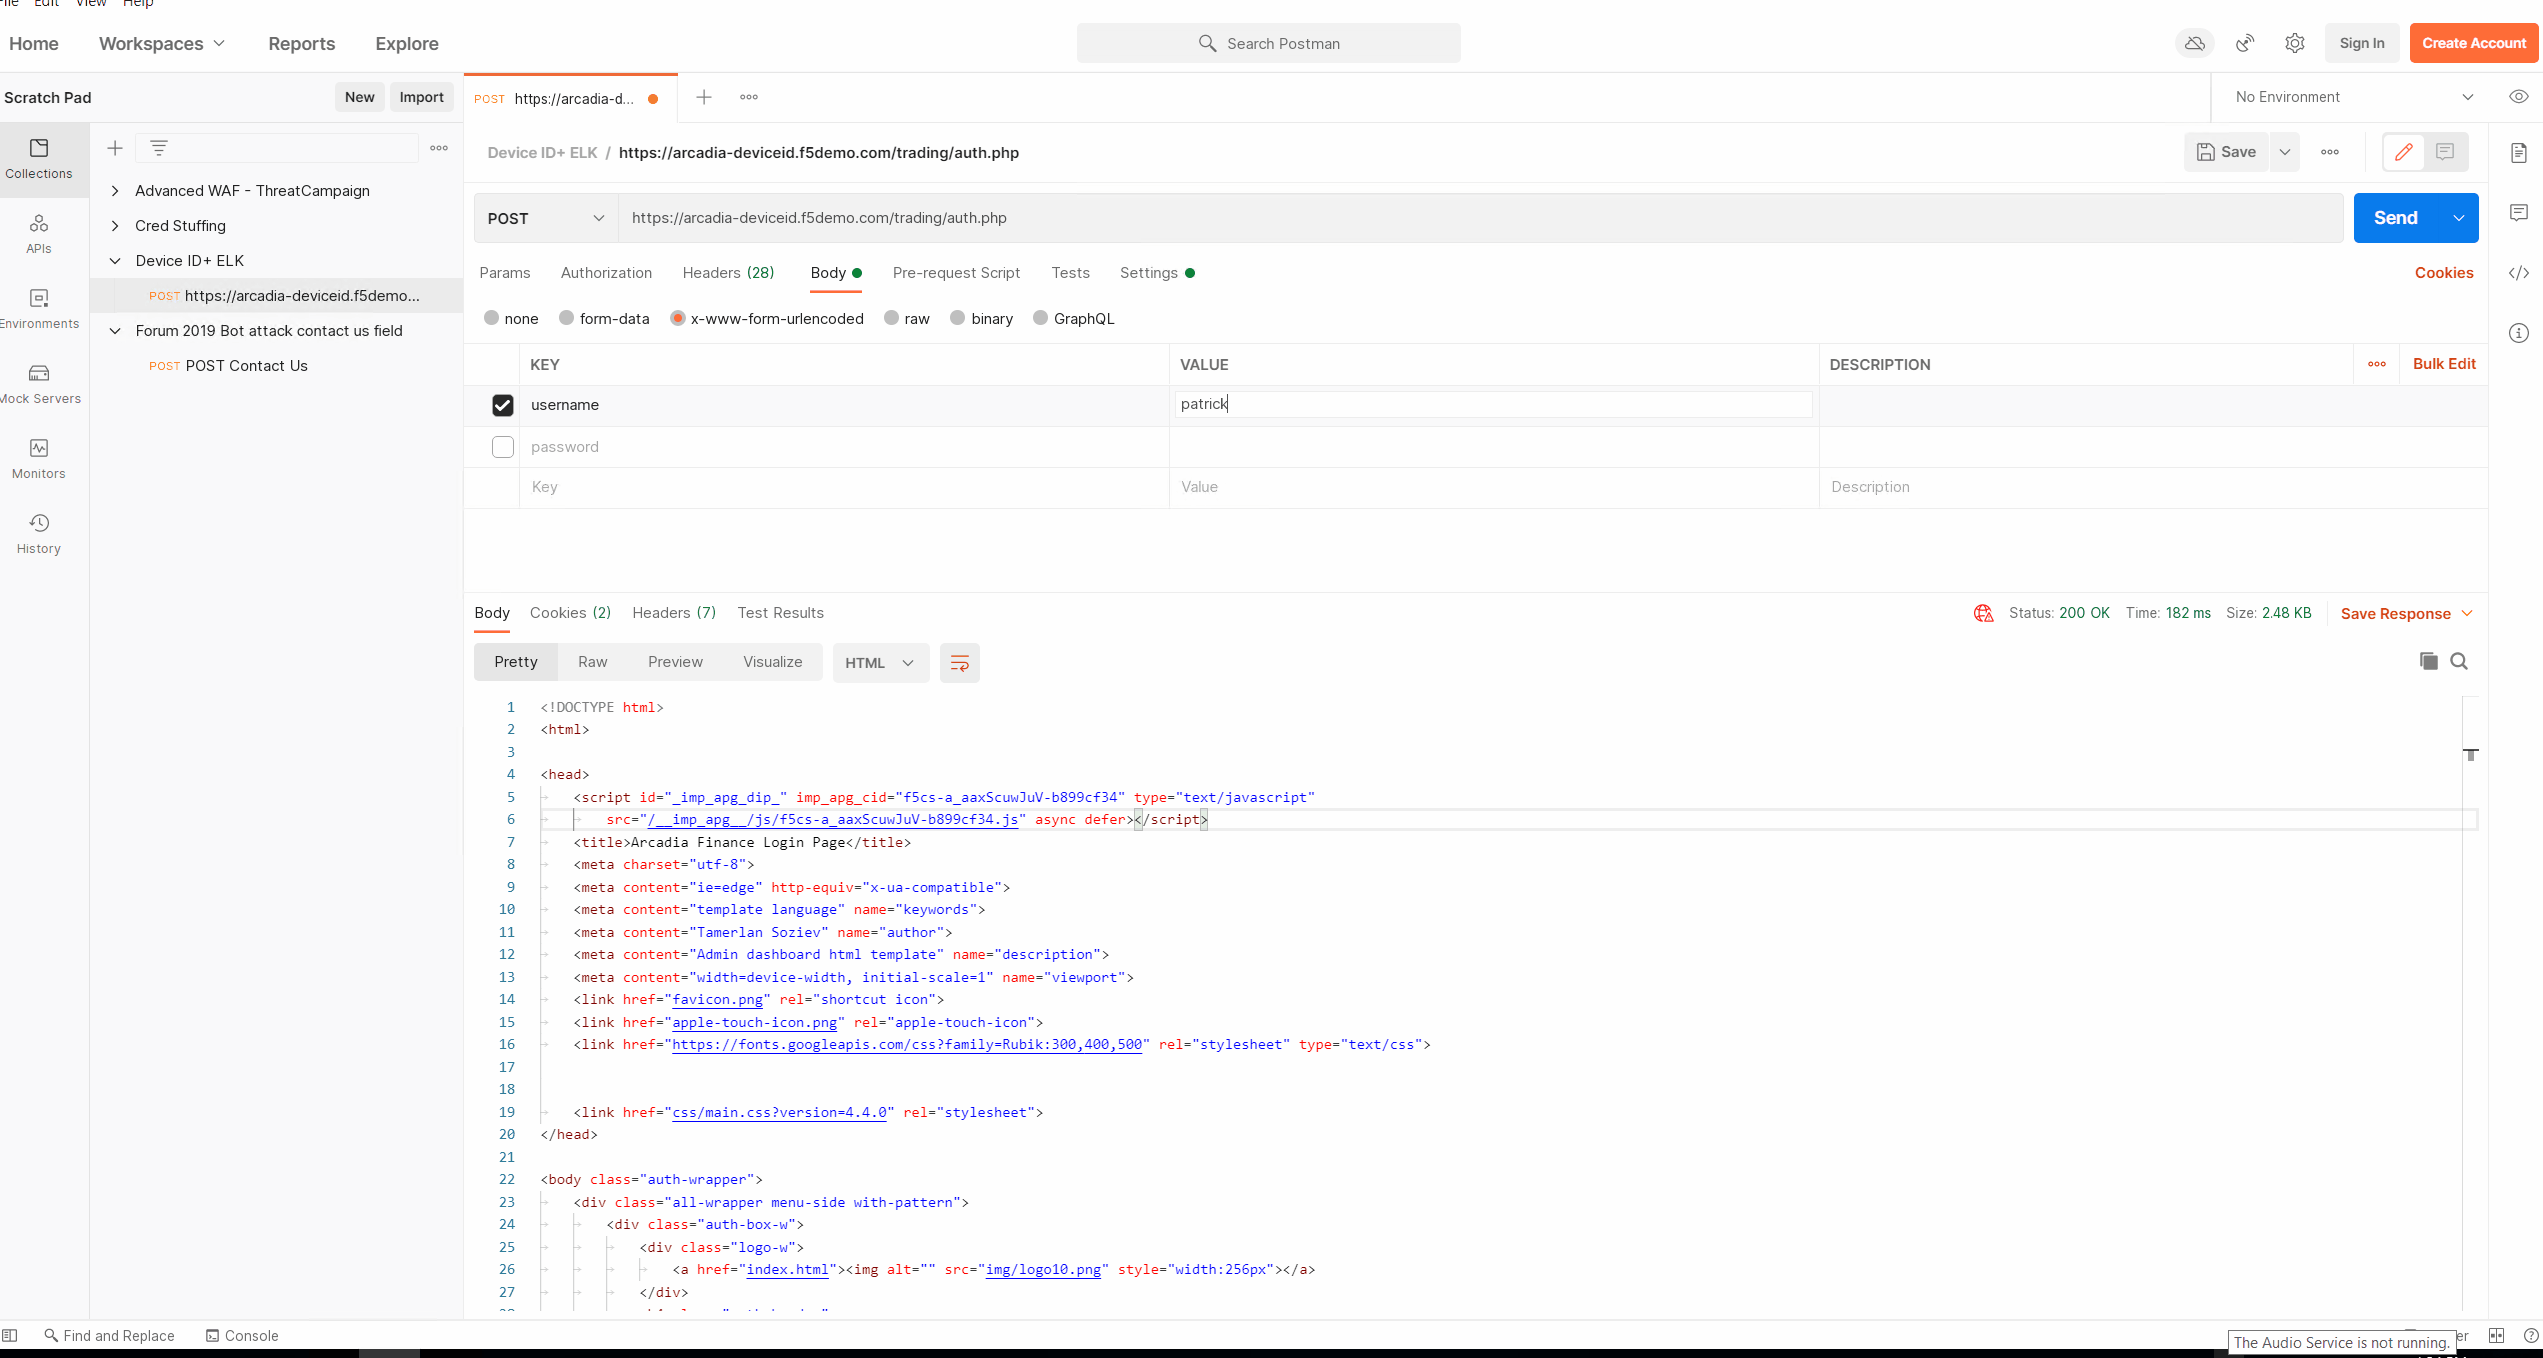 File Edit View Help
Home Workspaces Reports Explore Search Postman Sign In Create Account
Scratch Pad New Import POST https://arcadia-d... No Environment
Collections
APIs
Environments
Mock Servers
Monitors
History
Advanced WAF - ThreatCampaign
Cred Stuffing
Device ID+ ELK
POST https://arcadia-deviceid.f5demo...
Forum 2019 Bot attack contact us field
POST POST Contact Us
Device ID+ ELK / https://arcadia-deviceid.f5demo.com/trading/auth.php Save
POST https://arcadia-deviceid.f5demo.com/trading/auth.php Send
Params Authorization Headers (28) Body Pre-request Script Tests Settings Cookies
none form-data x-www-form-urlencoded raw binary GraphQL
KEY VALUE DESCRIPTION Bulk Edit
username patrick
password
Key Value Description
Body Cookies (2) Headers (7) Test Results Status: 200 OK Time: 182 ms Size: 2.48 KB Save Response
Pretty Raw Preview Visualize HTML
1 <!DOCTYPE html>
2 <html>
3
4 <head>
5 <script id="_imp_apg_dip_" imp_apg_cid="f5cs-a_aaxScuwJuV-b899cf34" type="text/javascript"
6 src="/__imp_apg__/js/f5cs-a_aaxScuwJuV-b899cf34.js" async defer></script>
7 <title>Arcadia Finance Login Page</title>
8 <meta charset="utf-8">
9 <meta content="ie=edge" http-equiv="x-ua-compatible">
10 <meta content="template language" name="keywords">
11 <meta content="Tamerlan Soziev" name="author">
12 <meta content="Admin dashboard html template" name="description">
13 <meta content="width=device-width, initial-scale=1" name="viewport">
14 <link href="favicon.png" rel="shortcut icon">
15 <link href="apple-touch-icon.png" rel="apple-touch-icon">
16 <link href="https://fonts.googleapis.com/css?family=Rubik:300,400,500" rel="stylesheet" type="text/css">
17
18
19 <link href="css/main.css?version=4.4.0" rel="stylesheet">
20 </head>
21
22 <body class="auth-wrapper">
23 <div class="all-wrapper menu-side with-pattern">
24 <div class="auth-box-w">
25 <div class="logo-w">
26 <a href="index.html"><img alt="" src="img/logo10.png" style="width:256px"></a>
27 </div>
Find and Replace Console
The Audio Service is not running.